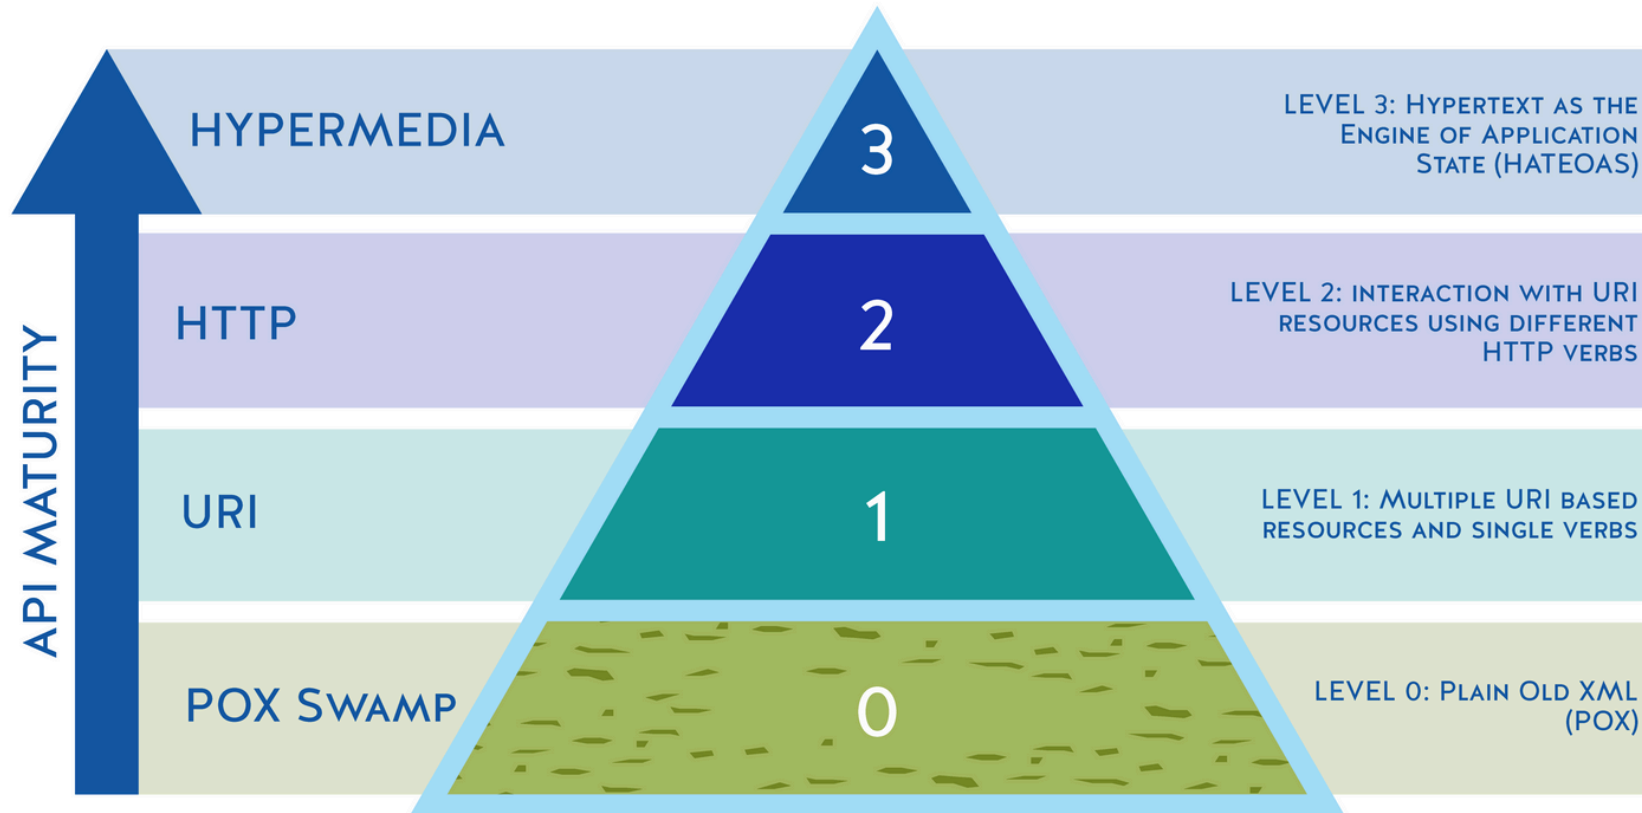 API MATURITY
HYPERMEDIA
3
LEVEL 3: HYPERTEXT AS THE
ENGINE OF APPLICATION
STATE (HATEOAS)
HTTP
2
LEVEL 2: INTERACTION WITH URI
RESOURCES USING DIFFERENT
HTTP VERBS
URI
1
LEVEL 1: MULTIPLE URI BASED
RESOURCES AND SINGLE VERBS
POX SWAMP
0
LEVEL 0: PLAIN OLD XML
(POX)